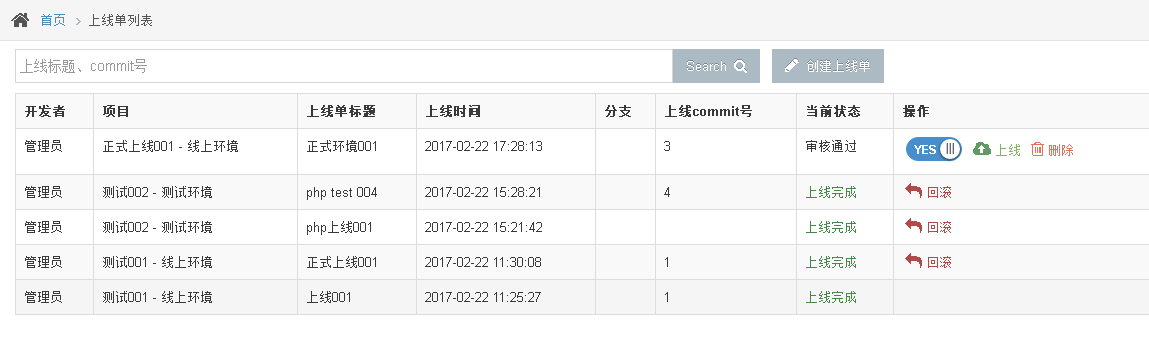 首页 > 上线单列表
上线标题、commit号 Search 创建上线单
开发者 项目 上线单标题 上线时间 分支 上线commit号 当前状态 操作
管理员 正式上线001 - 线上环境 正式环境001 2017-02-22 17:28:13 3 审核通过 YES 上线 删除
管理员 测试002 - 测试环境 php test 004 2017-02-22 15:28:21 4 上线完成 回滚
管理员 测试002 - 测试环境 php上线001 2017-02-22 15:21:42 上线完成 回滚
管理员 测试001 - 线上环境 正式上线001 2017-02-22 11:30:08 1 上线完成 回滚
管理员 测试001 - 线上环境 上线001 2017-02-22 11:25:27 1 上线完成